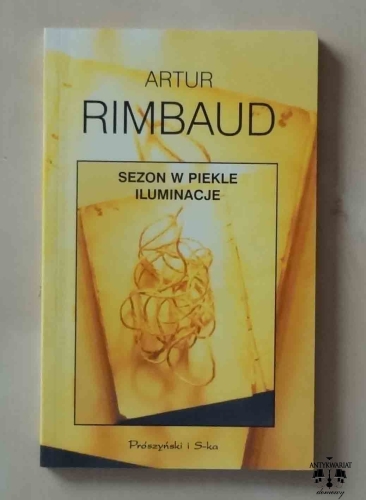 ARTUR
RIMBAUD
SEZON W PIEKLE
ILUMINACJE
Prószyński i S-ka
ANTYKWARIAT